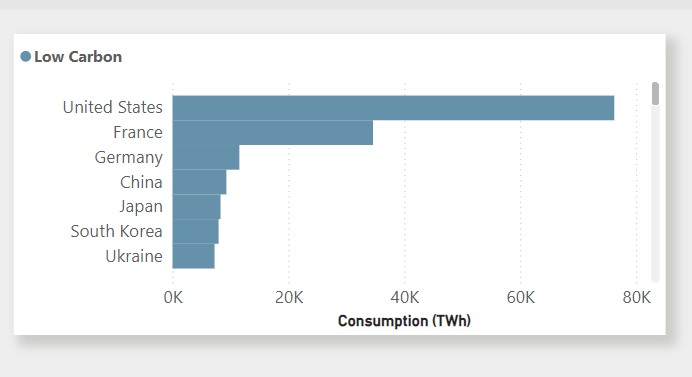 Low Carbon
United States
France
Germany
China
Japan
South Korea
Ukraine
0K 20K 40K 60K 80K
Consumption (TWh)